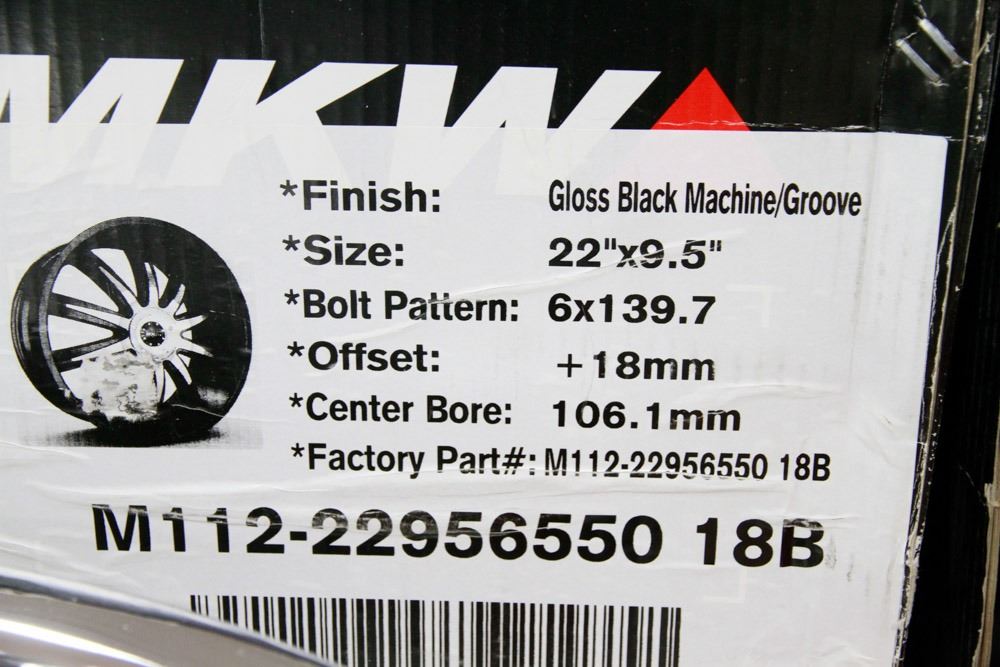 MKW
*Finish: Gloss Black Machine/Groove
*Size: 22"x9.5"
*Bolt Pattern: 6x139.7
*Offset: +18mm
*Center Bore: 106.1mm
*Factory Part#: M112-22956550 18B
M112-22956550 18B